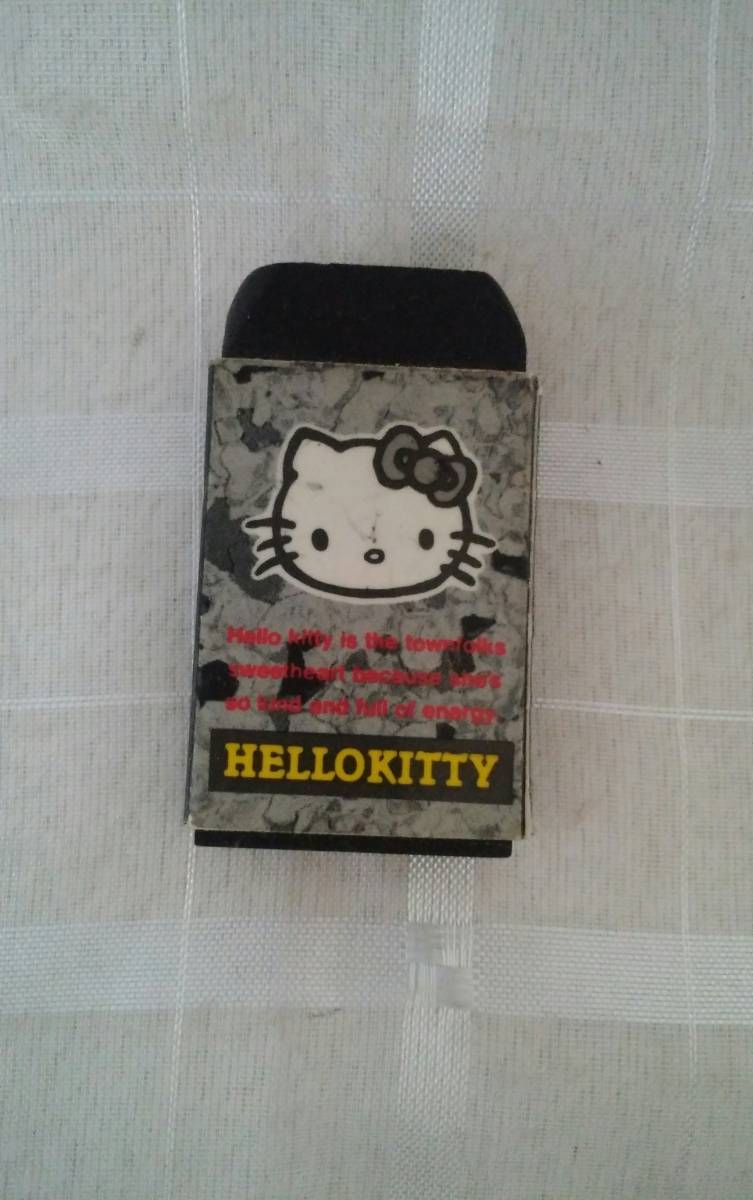 Hello kitty is the townfolks
sweetheart because she's
so kind and full of energy.
HELLOKITTY